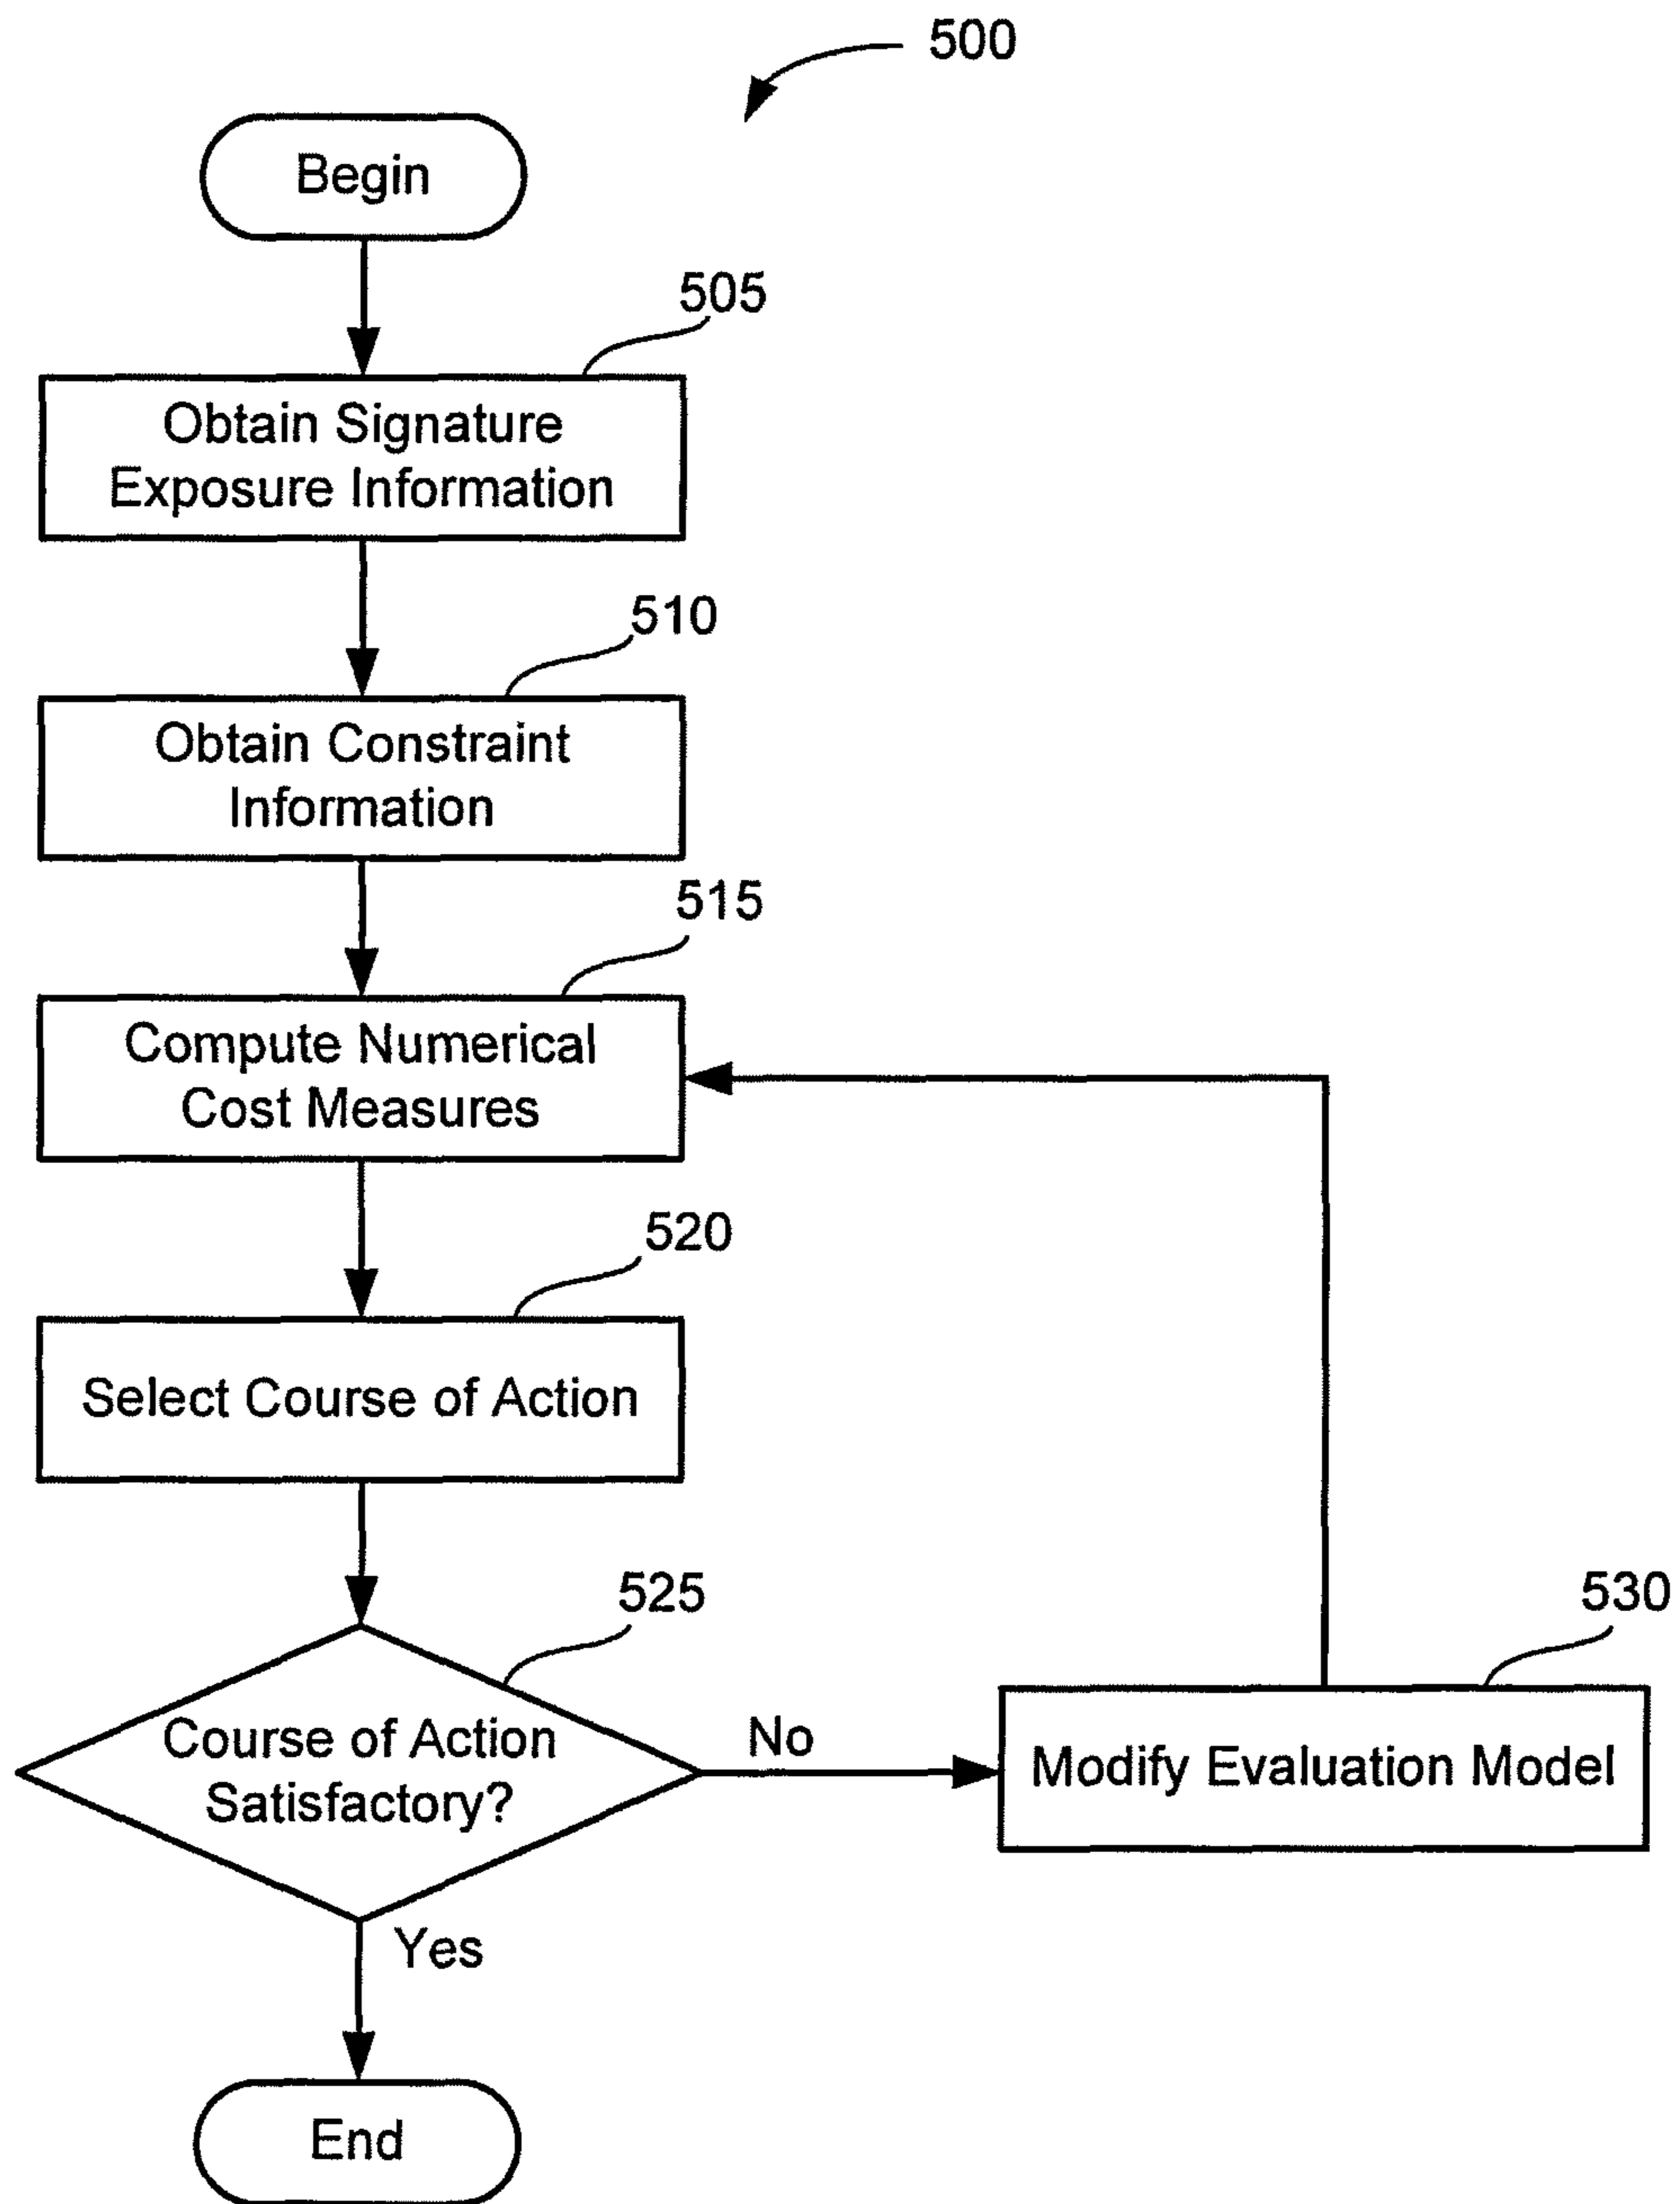 500
Begin
505
Obtain Signature
Exposure Information
510
Obtain Constraint
Information
515
Compute Numerical
Cost Measures
520
Select Course of Action
525
530
Course of Action
Satisfactory?
No
Modify Evaluation Model
Yes
End